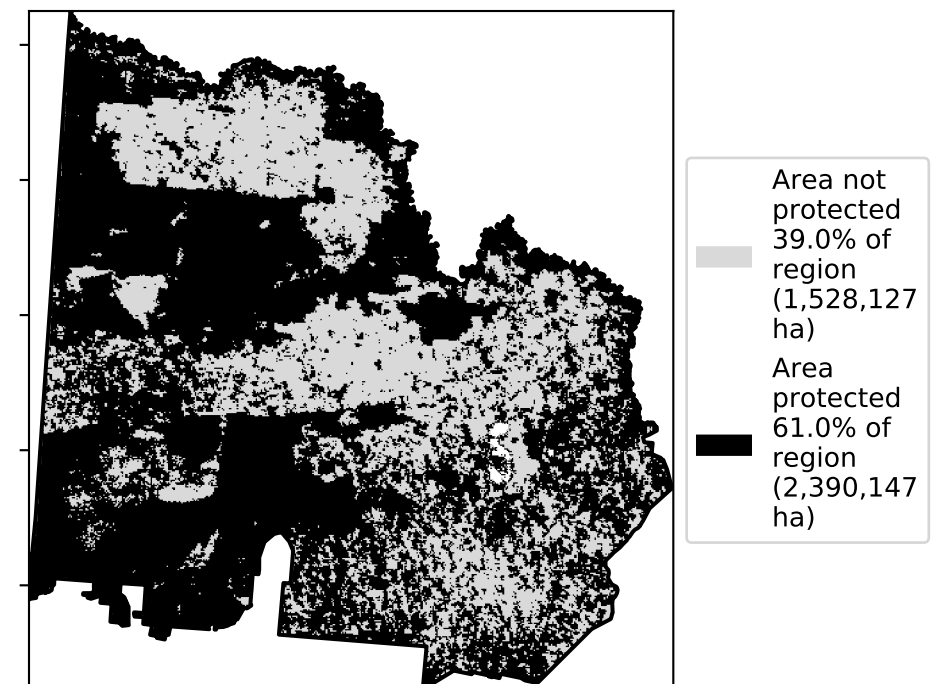 Area not
protected
39.0% of
region
(1,528,127
ha)
Area
protected
61.0% of
region
(2,390,147
ha)